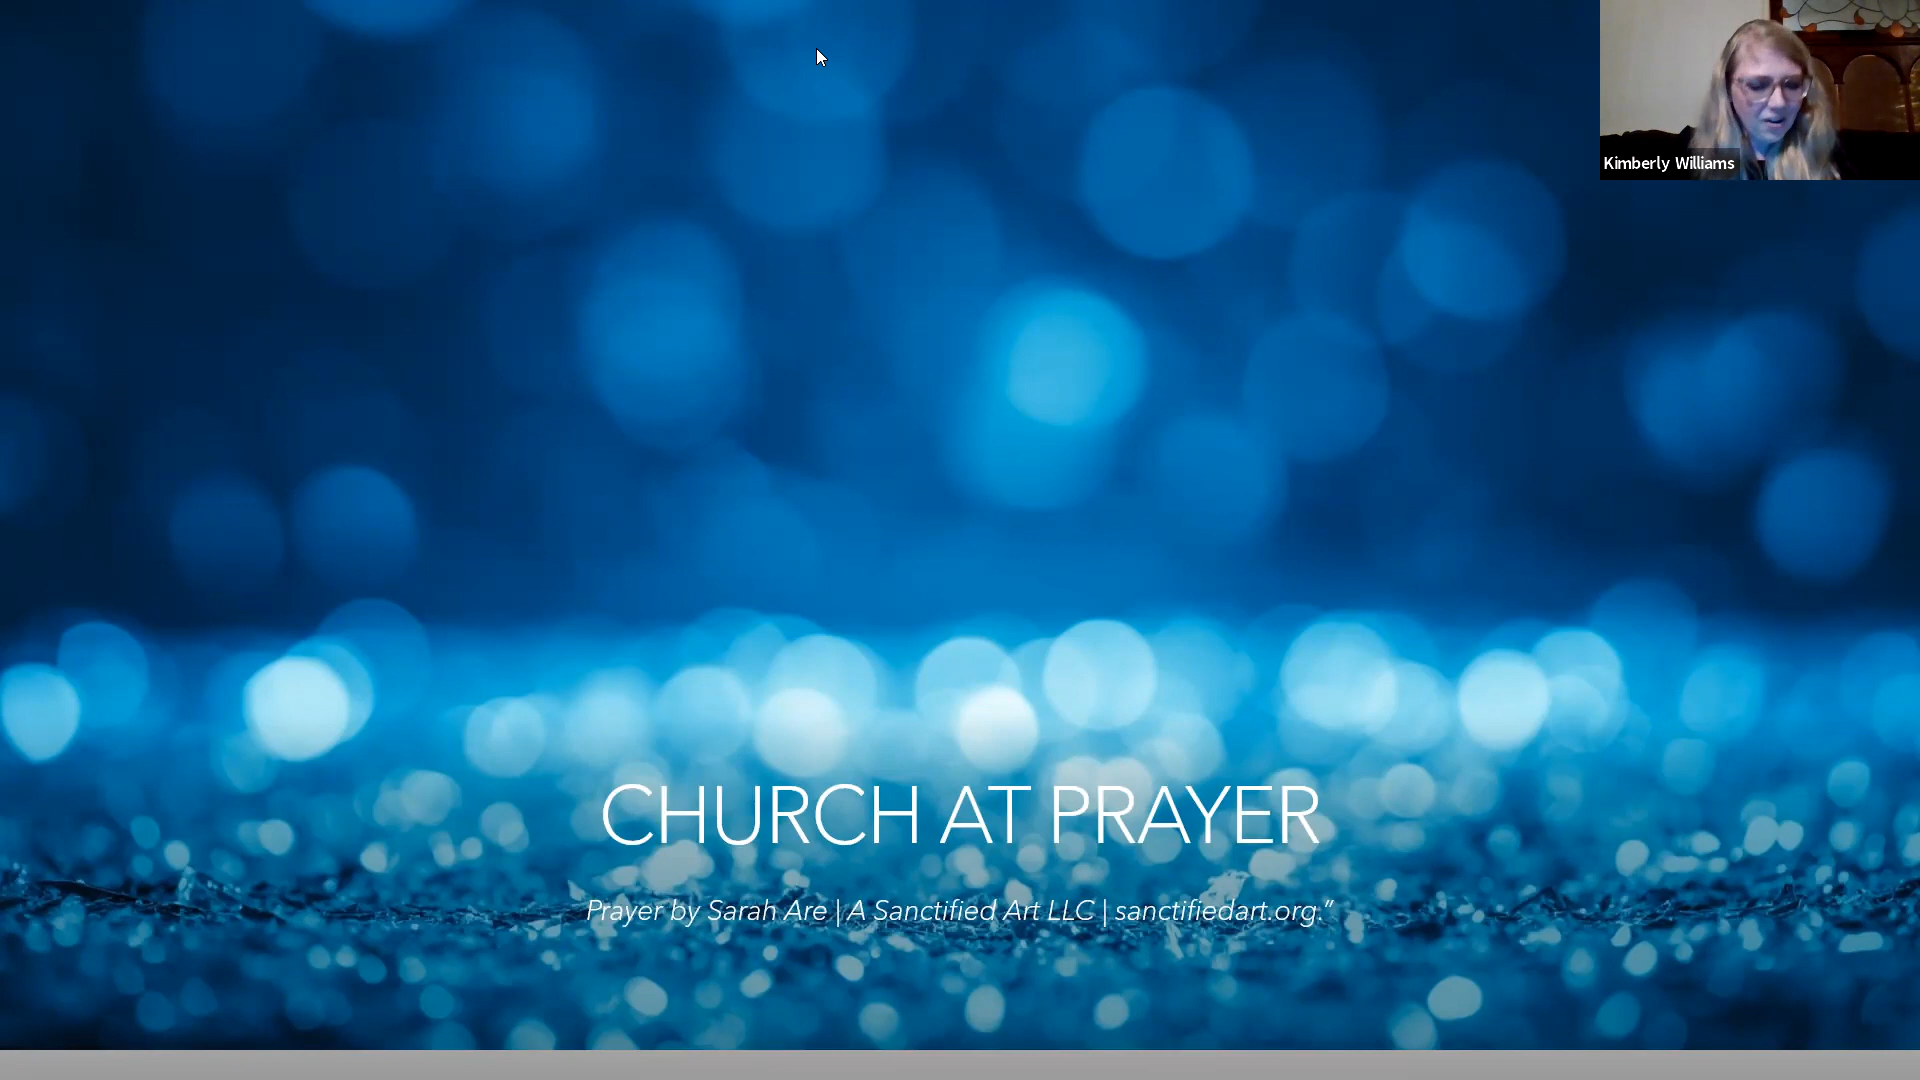 Kimberly Williams
CHURCH AT PRAYER
Prayer by Sarah Are | A Sanctified Art LLC | sanctifiedart.org.”